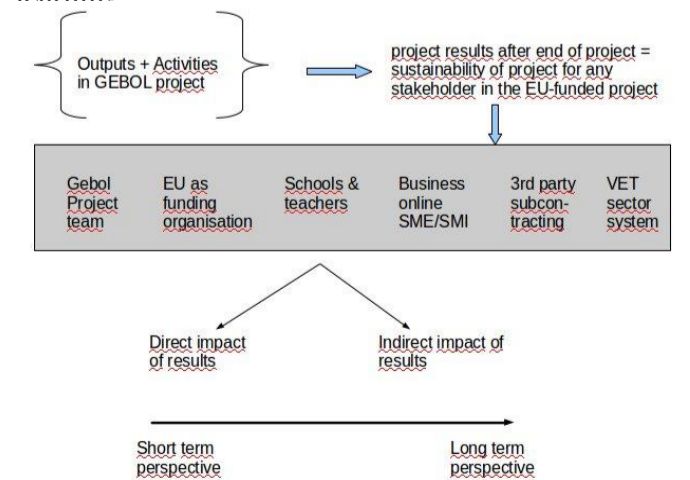 Outputs + Activities
in GEBOL project
project results after end of project =
sustainability of project for any
stakeholder in the EU-funded project
Gebol
Project
team
EU as
funding
organisation
Schools &
teachers
Business
online
SME/SMI
3rd party
subcon-
tracting
VET
sector
system
Direct impact
of results
Indirect impact of
results
Short term
perspective
Long term
perspective